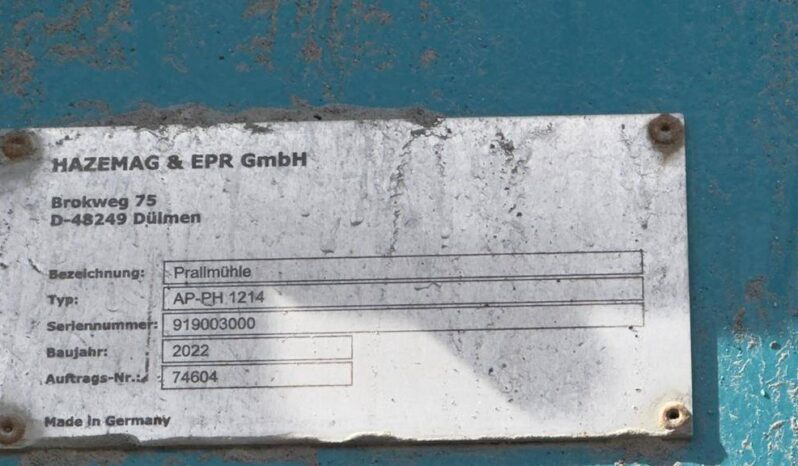 HAZEMAG & EPR GmbH
Brokweg 75
D-48249 Dülmen
Bezeichnung: Prallmühle
Typ: AP-PH 1214
Seriennummer: 919003000
Baujahr: 2022
Auftrags-Nr.: 74604
Made in Germany